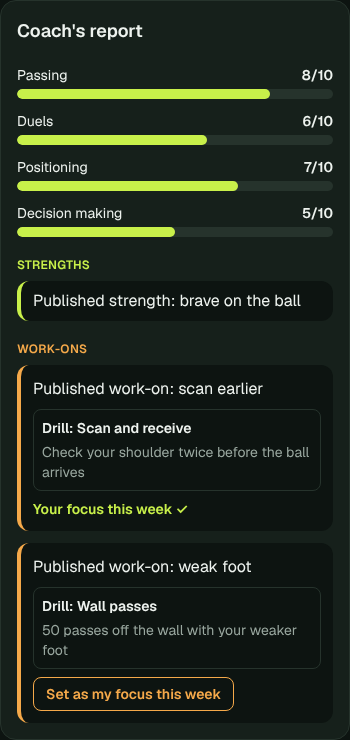 Coach's report
Passing 8/10
Duels 6/10
Positioning 7/10
Decision making 5/10
STRENGTHS
Published strength: brave on the ball
WORK-ONS
Published work-on: scan earlier
Drill: Scan and receive
Check your shoulder twice before the ball
arrives
Your focus this week ✓
Published work-on: weak foot
Drill: Wall passes
50 passes off the wall with your weaker
foot
Set as my focus this week